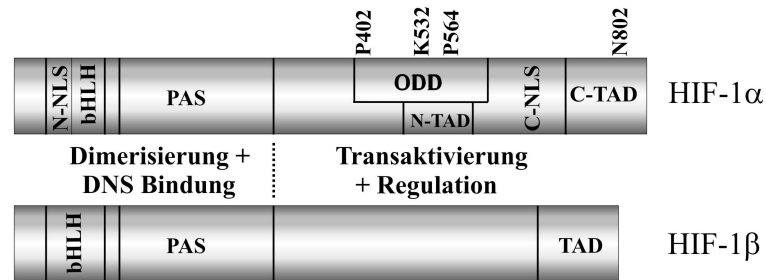 P402
K532
P564
N802
N-NLS
bHLH
PAS
ODD
N-TAD
C-NLS
C-TAD
HIF-1α
Dimerisierung +
DNS Bindung
Transaktivierung
+ Regulation
bHLH
PAS
TAD
HIF-1β